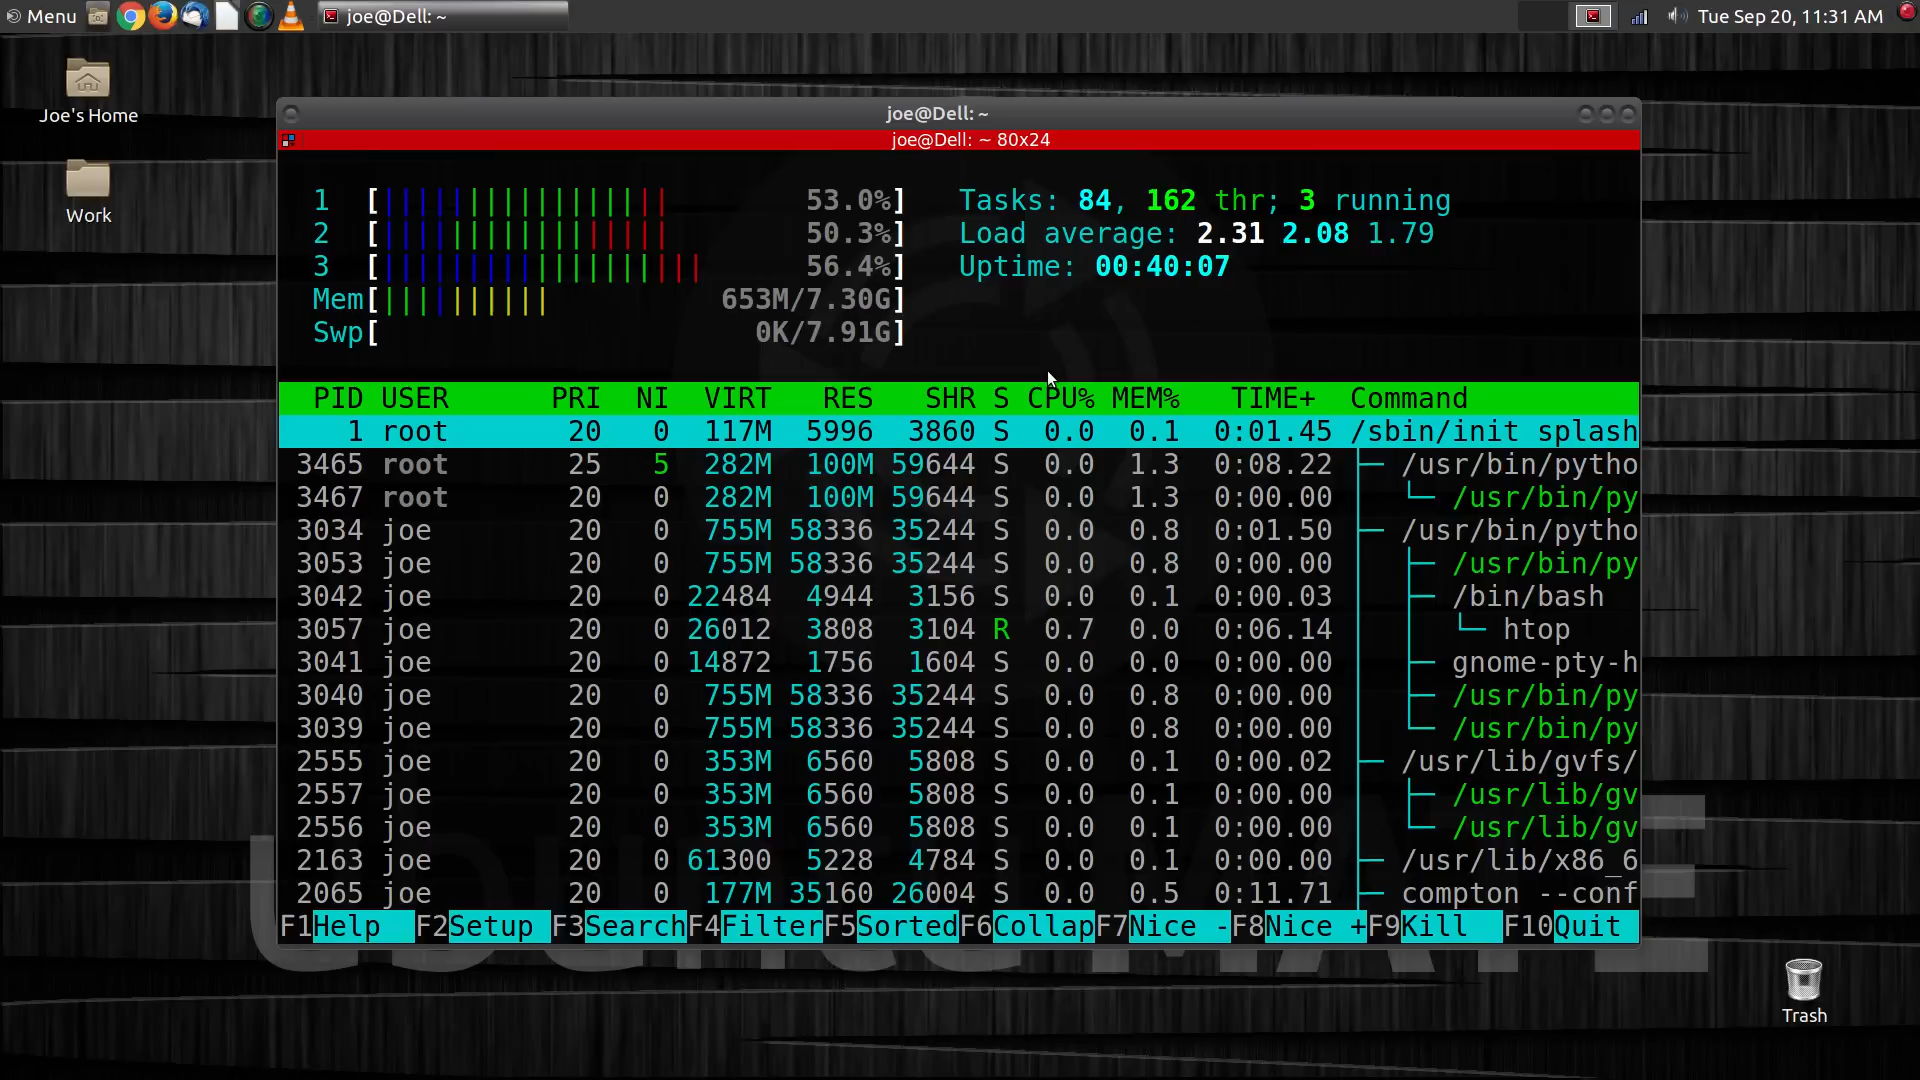 Menu joe@Dell: ~ Tue Sep 20, 11:31 AM
Joe's Home
Work
joe@Dell: ~
joe@Dell: ~ 80x24
1 [|||||||||||||||||53.0%] Tasks: 84, 162 thr; 3 running
2 [|||||||||||||||||50.3%] Load average: 2.31 2.08 1.79
3 [|||||||||||||||||||56.4%] Uptime: 00:40:07
Mem[||||||||||653M/7.30G]
Swp[0K/7.91G]
PID USER PRI NI VIRT RES SHR S CPU% MEM% TIME+ Command
1 root 20 0 117M 5996 3860 S 0.0 0.1 0:01.45 /sbin/init splash
3465 root 25 5 282M 100M 59644 S 0.0 1.3 0:08.22 ├─ /usr/bin/pytho
3467 root 20 0 282M 100M 59644 S 0.0 1.3 0:00.00 │ └─ /usr/bin/py
3034 joe 20 0 755M 58336 35244 S 0.0 0.8 0:01.50 ├─ /usr/bin/pytho
3053 joe 20 0 755M 58336 35244 S 0.0 0.8 0:00.00 │ ├─ /usr/bin/py
3042 joe 20 0 22484 4944 3156 S 0.0 0.1 0:00.03 │ ├─ /bin/bash
3057 joe 20 0 26012 3808 3104 R 0.7 0.0 0:06.14 │ │ └─ htop
3041 joe 20 0 14872 1756 1604 S 0.0 0.0 0:00.00 │ ├─ gnome-pty-h
3040 joe 20 0 755M 58336 35244 S 0.0 0.8 0:00.00 │ ├─ /usr/bin/py
3039 joe 20 0 755M 58336 35244 S 0.0 0.8 0:00.00 │ └─ /usr/bin/py
2555 joe 20 0 353M 6560 5808 S 0.0 0.1 0:00.02 ├─ /usr/lib/gvfs/
2557 joe 20 0 353M 6560 5808 S 0.0 0.1 0:00.00 │ ├─ /usr/lib/gv
2556 joe 20 0 353M 6560 5808 S 0.0 0.1 0:00.00 │ └─ /usr/lib/gv
2163 joe 20 0 61300 5228 4784 S 0.0 0.1 0:00.00 ├─ /usr/lib/x86_6
2065 joe 20 0 177M 35160 26004 S 0.0 0.5 0:11.71 ├─ compton --conf
F1Help F2Setup F3SearchF4FilterF5SortedF6CollapF7Nice -F8Nice +F9Kill F10Quit
Trash